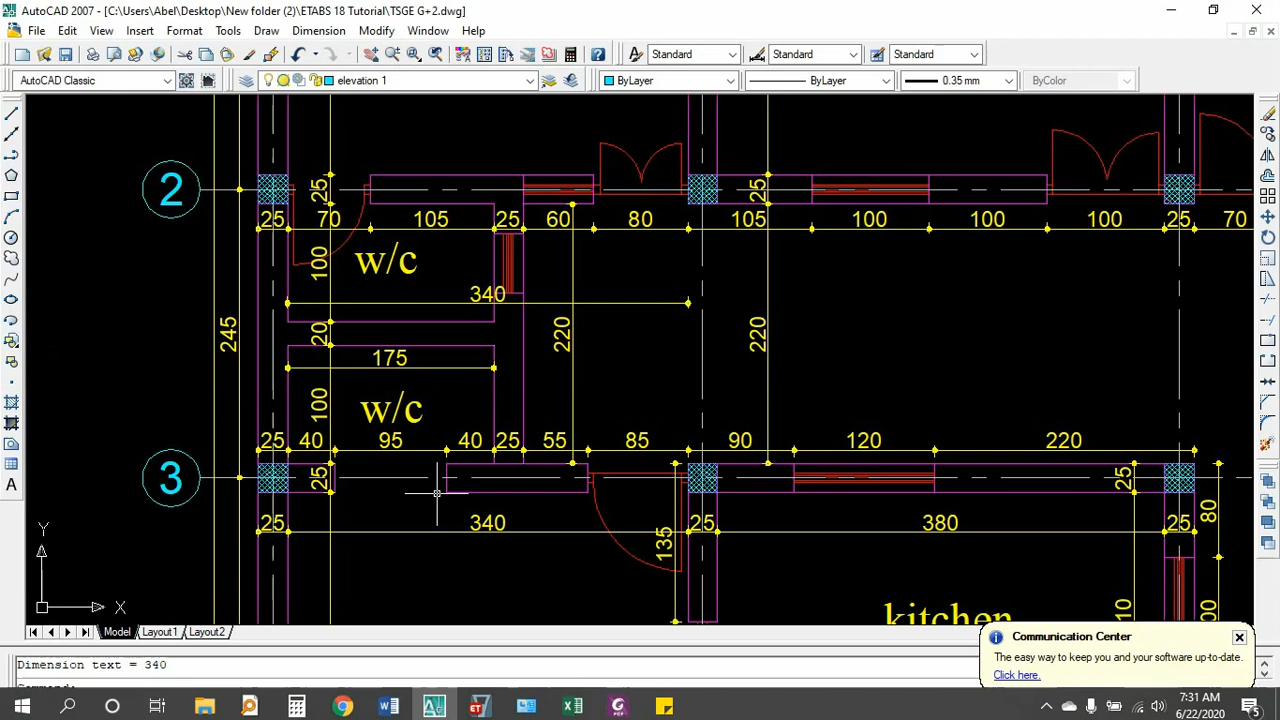 AutoCAD 2007 - [C:\Users\Abel\Desktop\New folder (2)\ETABS 18 Tutorial\TSGE G+2.dwg]
File Edit View Insert Format Tools Draw Dimension Modify Window Help
Standard Standard Standard
AutoCAD Classic elevation 1 ByLayer ByLayer 0.35 mm ByColor
2
25 25
25 70 105 25 60 80 105 100 100 100 25 70
100 w/c
340
245 20 220 220
175
100 w/c
25 40 95 40 25 55 85 90 120 220
3
25 25
25 340 25 380 25 80
135
kitchen
10 00
Y
X
Model Layout1 Layout2
Communication Center
The easy way to keep you and your software up-to-date.
Click here.
Dimension text = 340
Command:
7:31 AM
6/22/2020
5